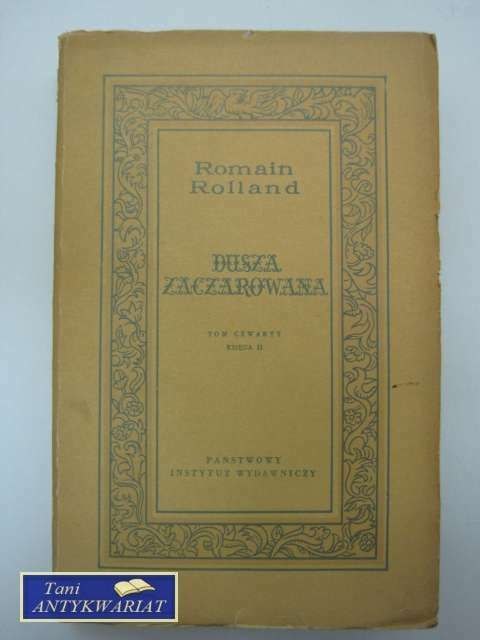 Romain
Rolland
DUSZA
ZACZAROWANA
TOM CZWARTY
KSIĘGA II
PAŃSTWOWY
INSTYTUT WYDAWNICZY
Tani
ANTYKWARIAT